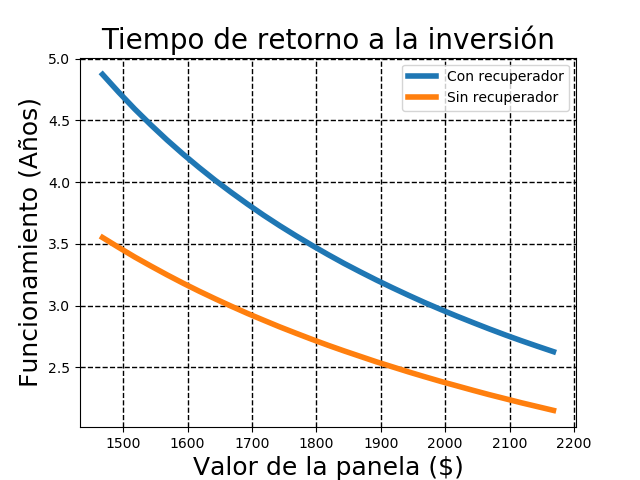 Tiempo de retorno a la inversión
Con recuperador
Sin recuperador
Funcionamiento (Años)
5.0
4.5
4.0
3.5
3.0
2.5
1500 1600 1700 1800 1900 2000 2100 2200
Valor de la panela ($)